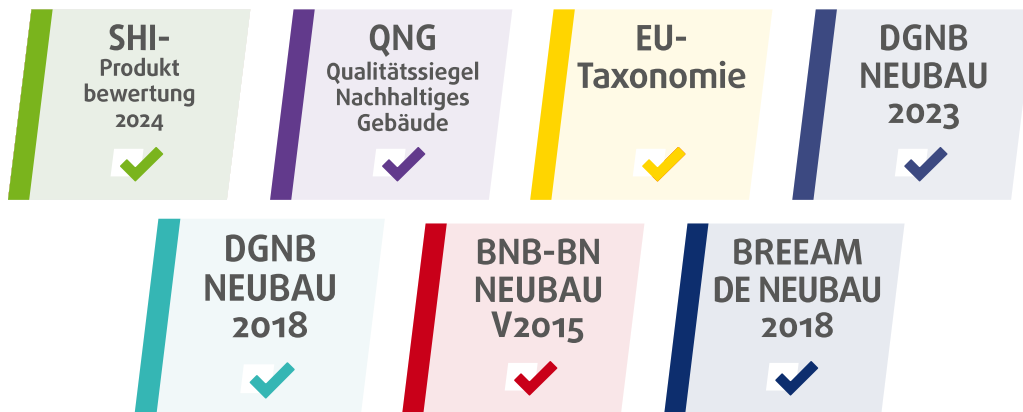 SHI-
Produkt
bewertung
2024
QNG
Qualitätssiegel
Nachhaltiges
Gebäude
EU-
Taxonomie
DGNB
NEUBAU
2023
DGNB
NEUBAU
2018
BNB-BN
NEUBAU
V2015
BREEAM
DE NEUBAU
2018